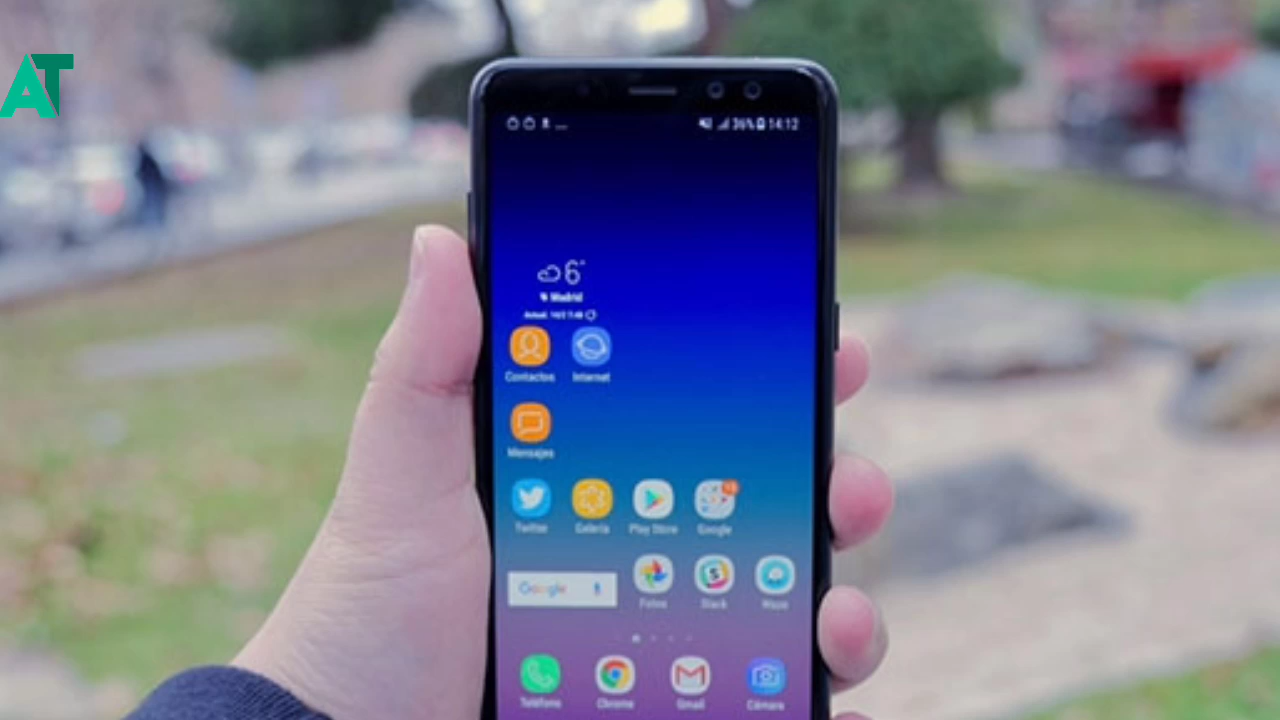 AT
36% 14:12
6°
Madrid
Contactos Internet
Mensajes
Twitter Galería Play Store Google
Google
Fotos Slack Waze
Teléfono Chrome Gmail Cámara